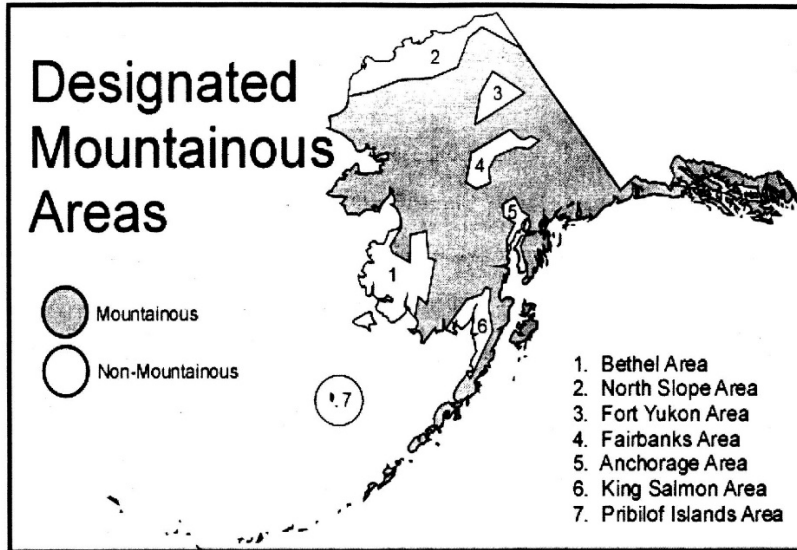 Designated
Mountainous
Areas
Mountainous
Non-Mountainous
2
3
4
5
1
6
7
1. Bethel Area
2. North Slope Area
3. Fort Yukon Area
4. Fairbanks Area
5. Anchorage Area
6. King Salmon Area
7. Pribilof Islands Area